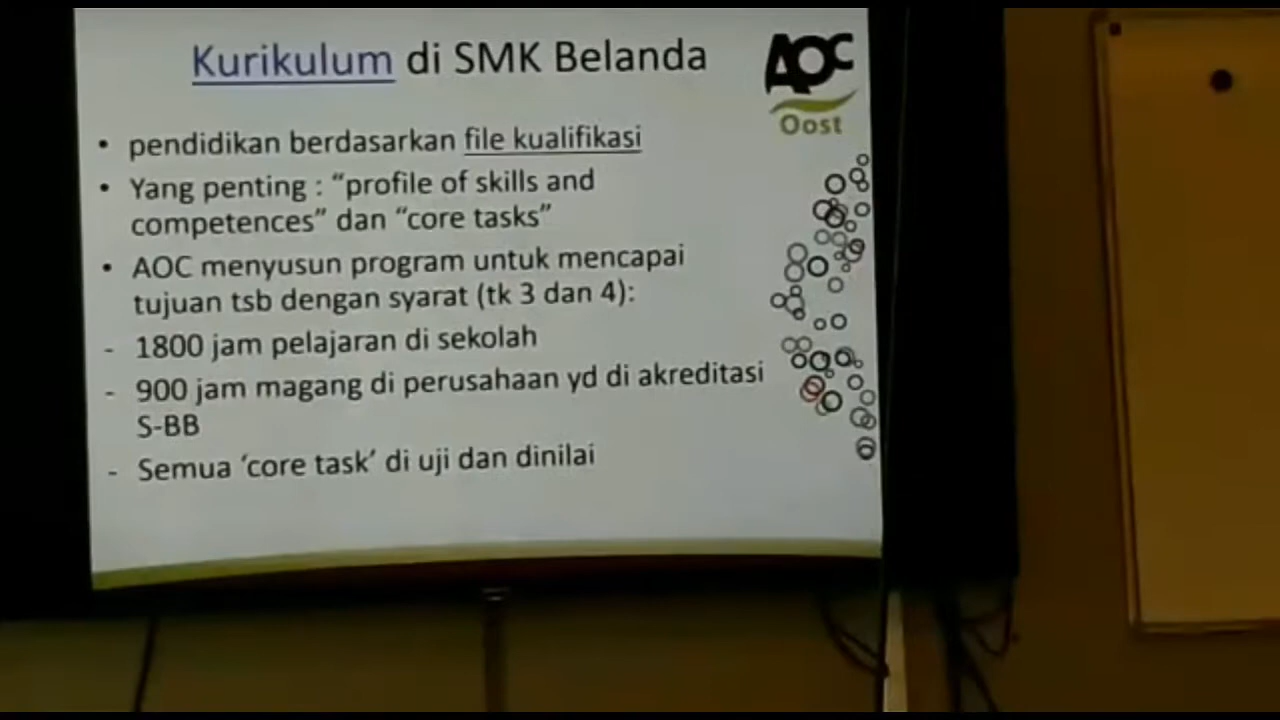 Kurikulum di SMK Belanda
AOC
Oost
• pendidikan berdasarkan file kualifikasi
• Yang penting : “profile of skills and
competences” dan “core tasks”
• AOC menyusun program untuk mencapai
tujuan tsb dengan syarat (tk 3 dan 4):
- 1800 jam pelajaran di sekolah
- 900 jam magang di perusahaan yd di akreditasi
S-BB
- Semua ‘core task’ di uji dan dinilai